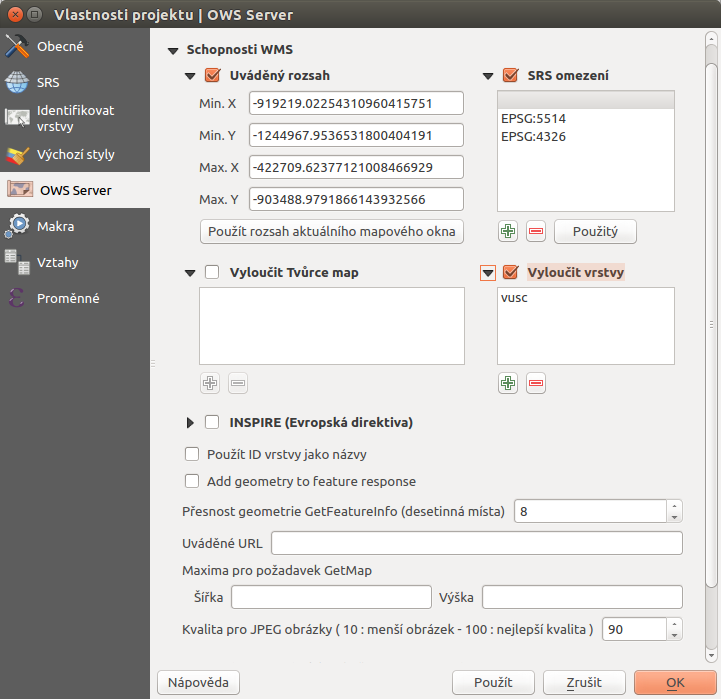 Vlastnosti projektu | OWS Server
Obecné
SRS
Identifikovat
vrstvy
Výchozí styly
OWS Server
Makra
Vztahy
Proměnné
Schopnosti WMS
Uváděný rozsah
Min. X
-919219.02254310960415751
Min. Y
-1244967.9536531800404191
Max. X
-422709.62377121008466929
Max. Y
-903488.9791866143932566
Použít rozsah aktuálního mapového okna
SRS omezení
EPSG:5514
EPSG:4326
Použitý
Vyloučit Tvůrce map
Vyloučit vrstvy
vusc
INSPIRE (Evropská direktiva)
Použít ID vrstvy jako názvy
Add geometry to feature response
Přesnost geometrie GetFeatureInfo (desetinná místa)
8
Uváděné URL
Maxima pro požadavek GetMap
Šířka
Výška
Kvalita pro JPEG obrázky ( 10 : menší obrázek - 100 : nejlepší kvalita )
90
Nápověda
Použít
Zrušit
OK